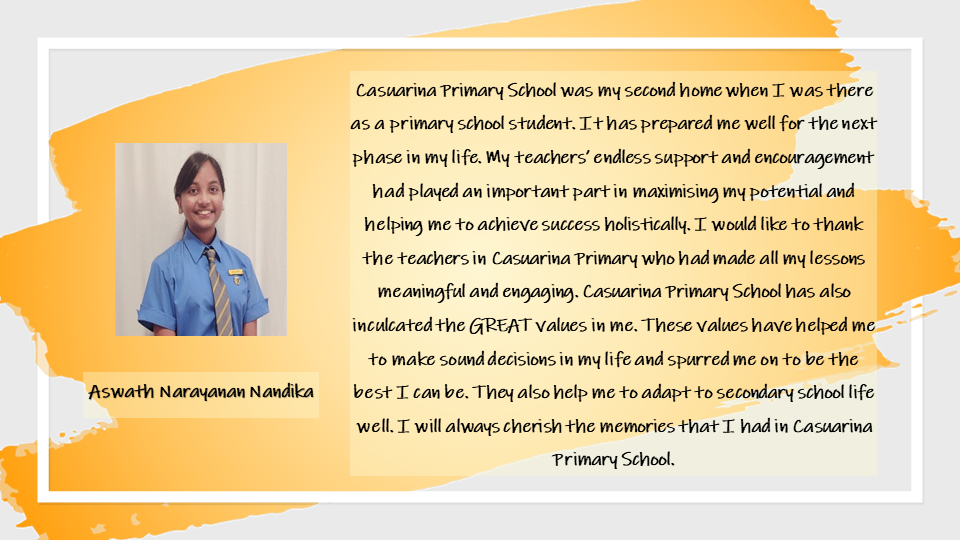 Casuarina Primary School was my second home when I was there
as a primary school student. It has prepared me well for the next
phase in my life. My teachers' endless support and encouragement
had played an important part in maximising my potential and
helping me to achieve success holistically. I would like to thank
the teachers in Casuarina Primary who had made all my lessons
meaningful and engaging. Casuarina Primary School has also
inculcated the GREAT values in me. These values have helped me
to make sound decisions in my life and spurred me on to be the
best I can be. They also help me to adapt to secondary school life
well. I will always cherish the memories that I had in Casuarina
Primary School.
Aswath Narayanan Nandika